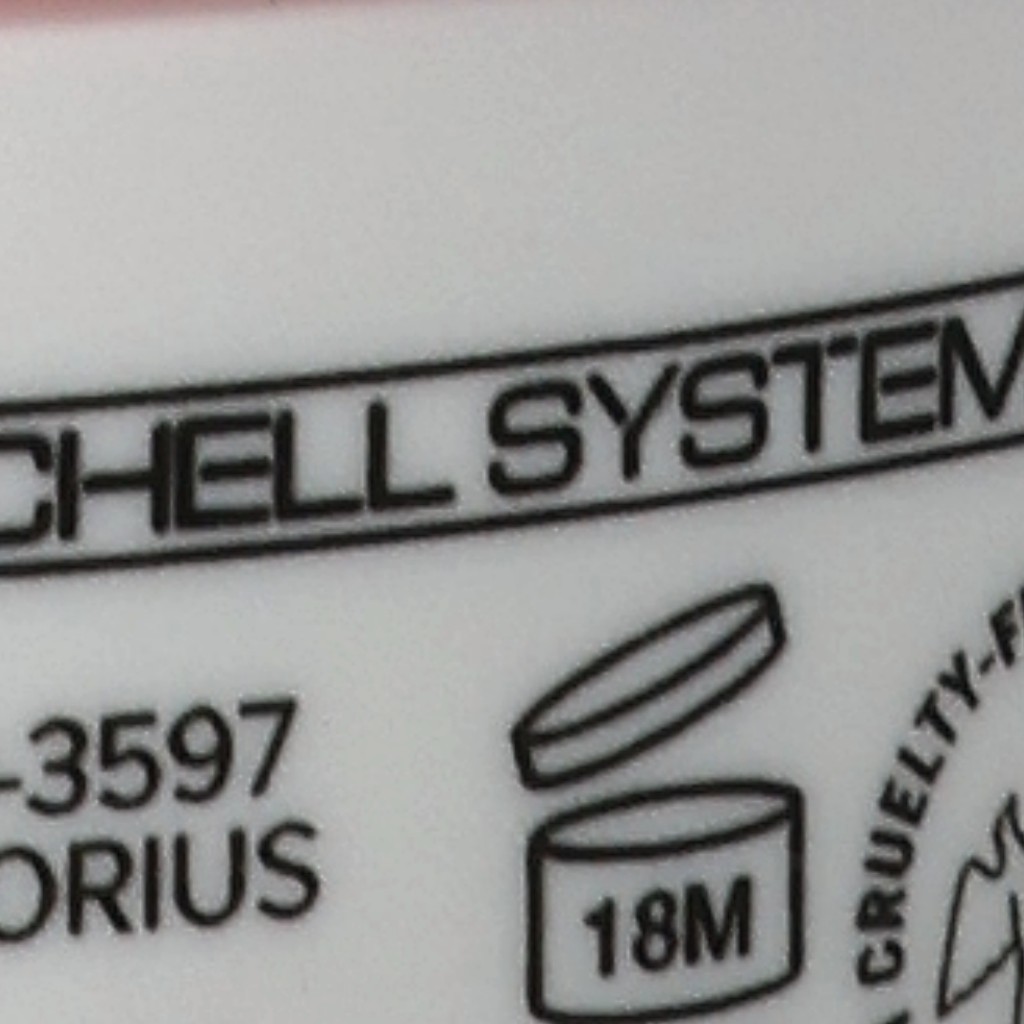 CHELL SYSTEM
-3597
ORIUS
18M
CRUELTY-F